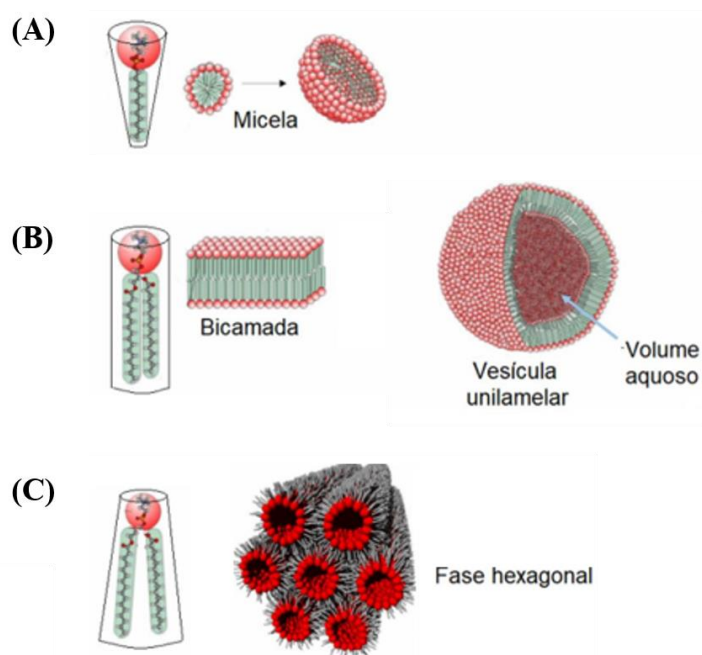 (A)
Micela
(B)
Bicamada
Vesícula
unilamelar
Volume
aquoso
(C)
Fase hexagonal